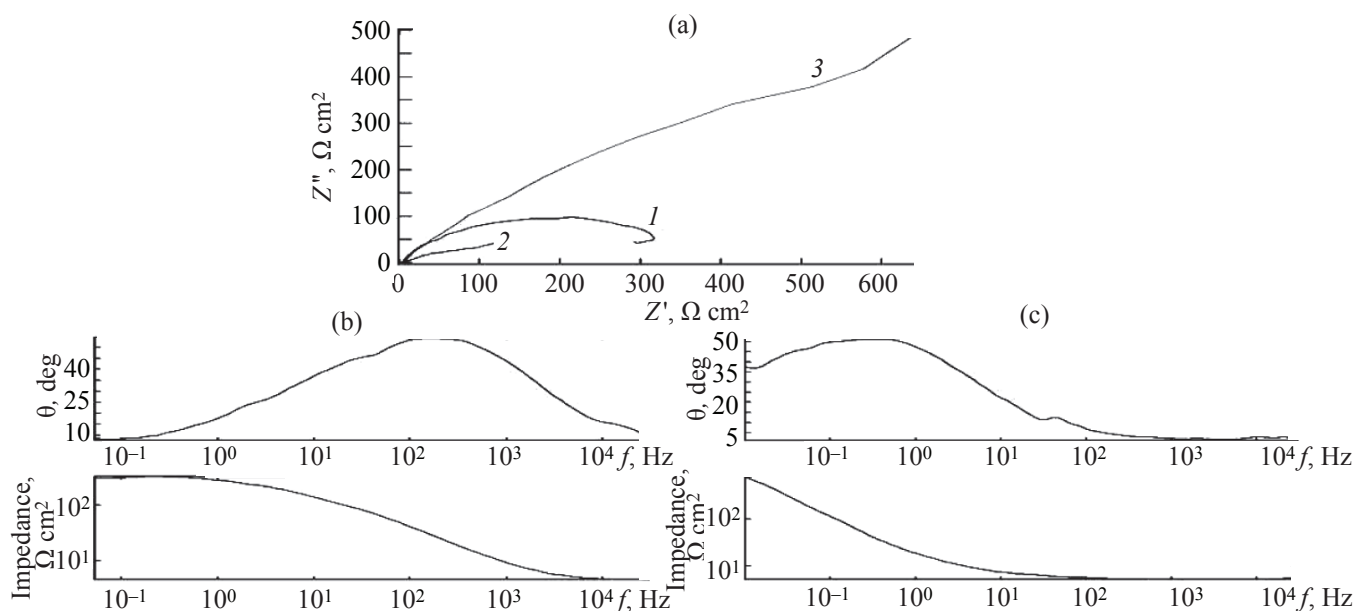 (a)
500
400
300
200
100
0
Z", Ω cm²
3
1
2
0 100 200 300 400 500 600
Z', Ω cm²
(b)
40
25
10
θ, deg
10⁻¹ 10⁰ 10¹ 10² 10³ 10⁴ f, Hz
10²
10¹
Impedance,
Ω cm²
10⁻¹ 10⁰ 10¹ 10² 10³ 10⁴ f, Hz
(c)
50
35
20
5
θ, deg
10⁻¹ 10⁰ 10¹ 10² 10³ 10⁴ f, Hz
10²
10¹
Impedance,
Ω cm²
10⁻¹ 10⁰ 10¹ 10² 10³ 10⁴ f, Hz